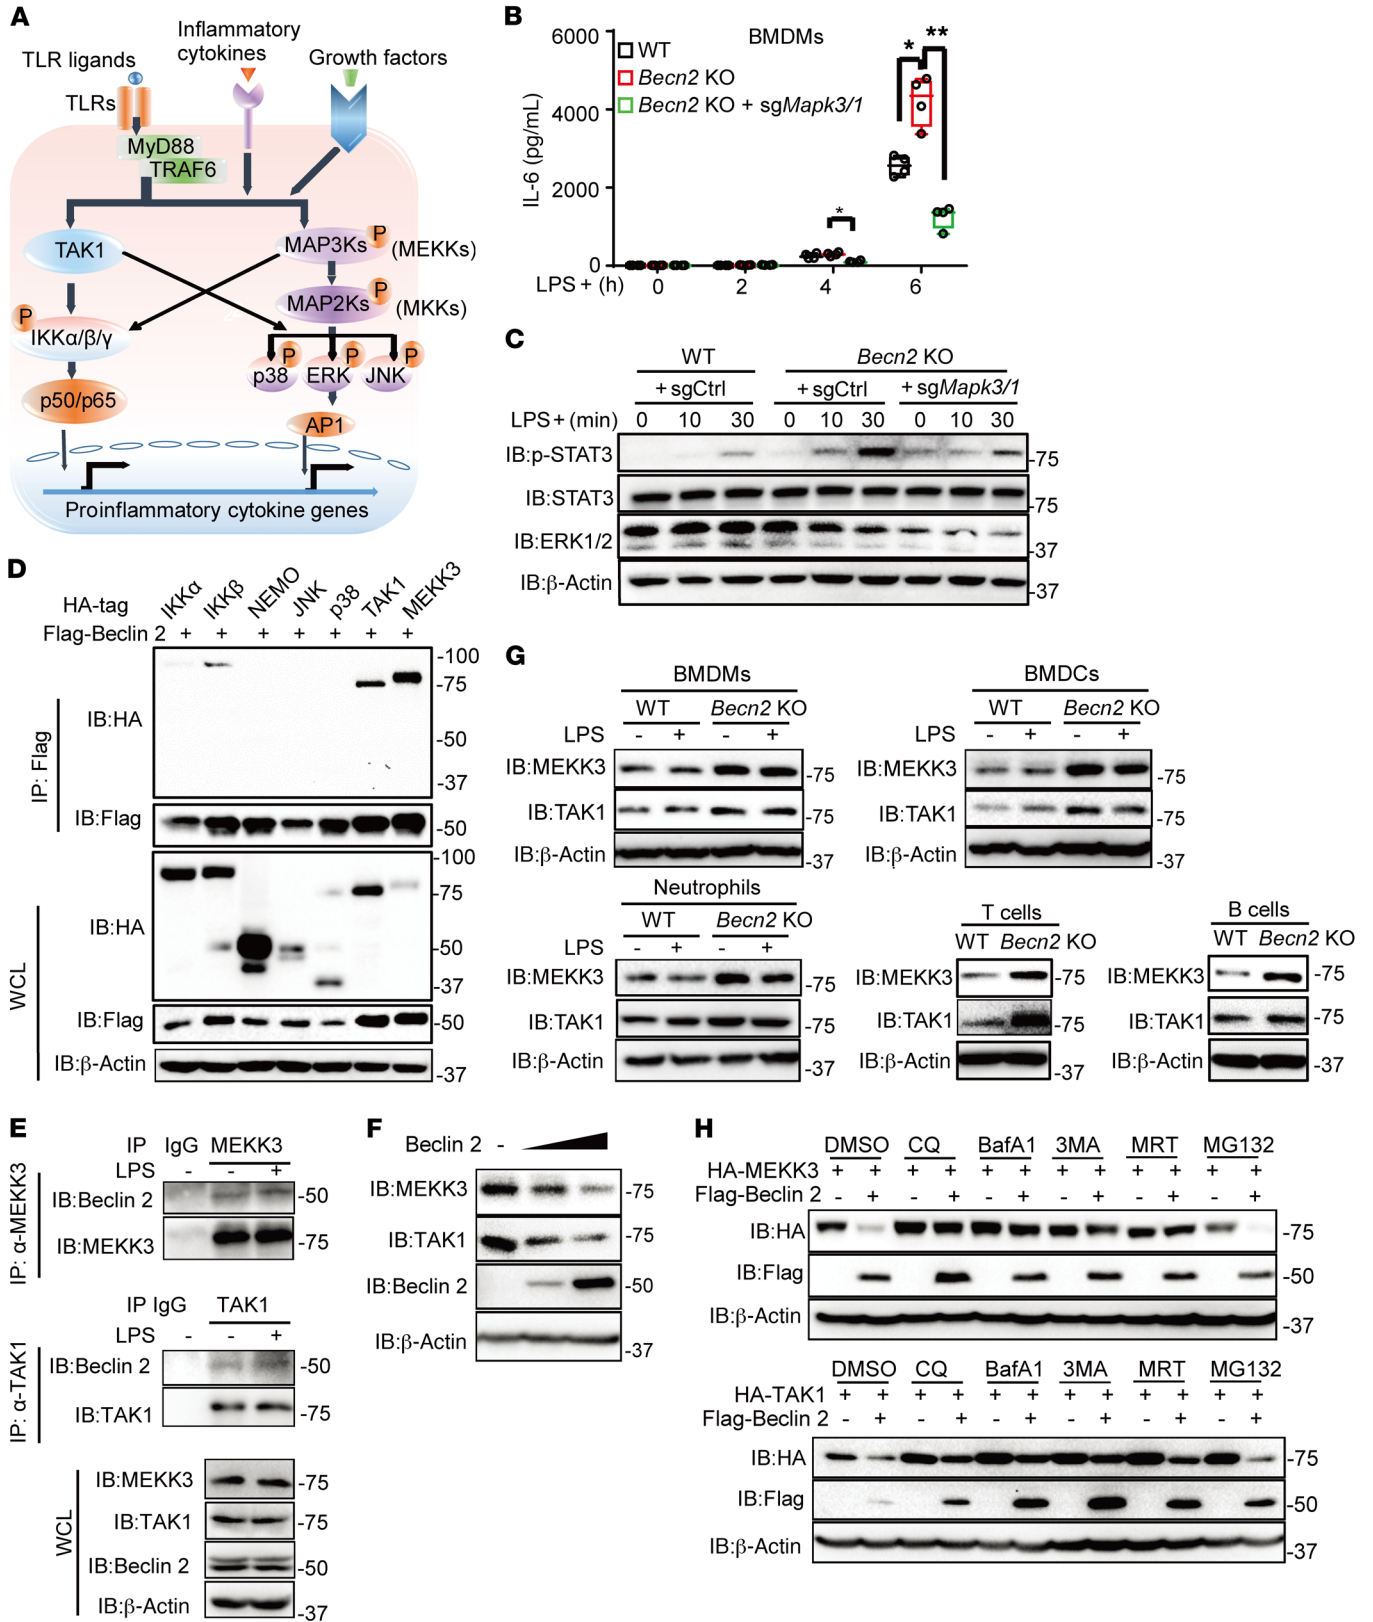 A
Inflammatory
cytokines
TLR ligands
Growth factors
TLRs
MyD88
TRAF6
TAK1
MAP3Ks
P
(MEKKs)
MAP2Ks
P
(MKKs)
P
IKKα/β/γ
P
P
P
p38
ERK
JNK
p50/p65
AP1
Proinflammatory cytokine genes
B
BMDMs
WT
Becn2 KO
Becn2 KO + sgMapk3/1
IL-6 (pg/mL)
6000
4000
2000
0
* **
*
LPS + (h) 0 2 4 6
C
WT Becn2 KO
+ sgCtrl + sgCtrl + sgMapk3/1
LPS + (min) 0 10 30 0 10 30 0 10 30
IB:p-STAT3 -75
IB:STAT3 -75
IB:ERK1/2 -37
IB:β-Actin -37
D
HA-tag IKKα IKKβ NEMO JNK p38 TAK1 MEKK3
Flag-Beclin 2 + + + + + + +
IP: Flag
IB:HA
-100
-75
-50
-37
IB:Flag -50
WCL
IB:HA
-100
-75
-50
-37
IB:Flag -50
IB:β-Actin -37
G
BMDMs
WT Becn2 KO
LPS - + - +
IB:MEKK3 -75
IB:TAK1 -75
IB:β-Actin -37
BMDCs
WT Becn2 KO
LPS - + - +
IB:MEKK3 -75
IB:TAK1 -75
IB:β-Actin -37
Neutrophils
WT Becn2 KO
LPS - + - +
IB:MEKK3 -75
IB:TAK1 -75
IB:β-Actin -37
T cells
WT Becn2 KO
IB:MEKK3 -75
IB:TAK1 -75
IB:β-Actin -37
B cells
WT Becn2 KO
IB:MEKK3 -75
IB:TAK1 -75
IB:β-Actin -37
E
IP IgG MEKK3
LPS - - +
IP: α-MEKK3
IB:Beclin 2 -50
IB:MEKK3 -75
IP IgG TAK1
LPS - - +
IP: α-TAK1
IB:Beclin 2 -50
IB:TAK1 -75
WCL
IB:MEKK3 -75
IB:TAK1 -75
IB:Beclin 2 -50
IB:β-Actin -37
F
Beclin 2 -
IB:MEKK3 -75
IB:TAK1 -75
IB:Beclin 2 -50
IB:β-Actin -37
H
DMSO CQ BafA1 3MA MRT MG132
HA-MEKK3 + + + + + + + + + + + +
Flag-Beclin 2 - + - + - + - + - + - +
IB:HA -75
IB:Flag -50
IB:β-Actin -37
DMSO CQ BafA1 3MA MRT MG132
HA-TAK1 + + + + + + + + + + + +
Flag-Beclin 2 - + - + - + - + - + - +
IB:HA -75
IB:Flag -50
IB:β-Actin -37